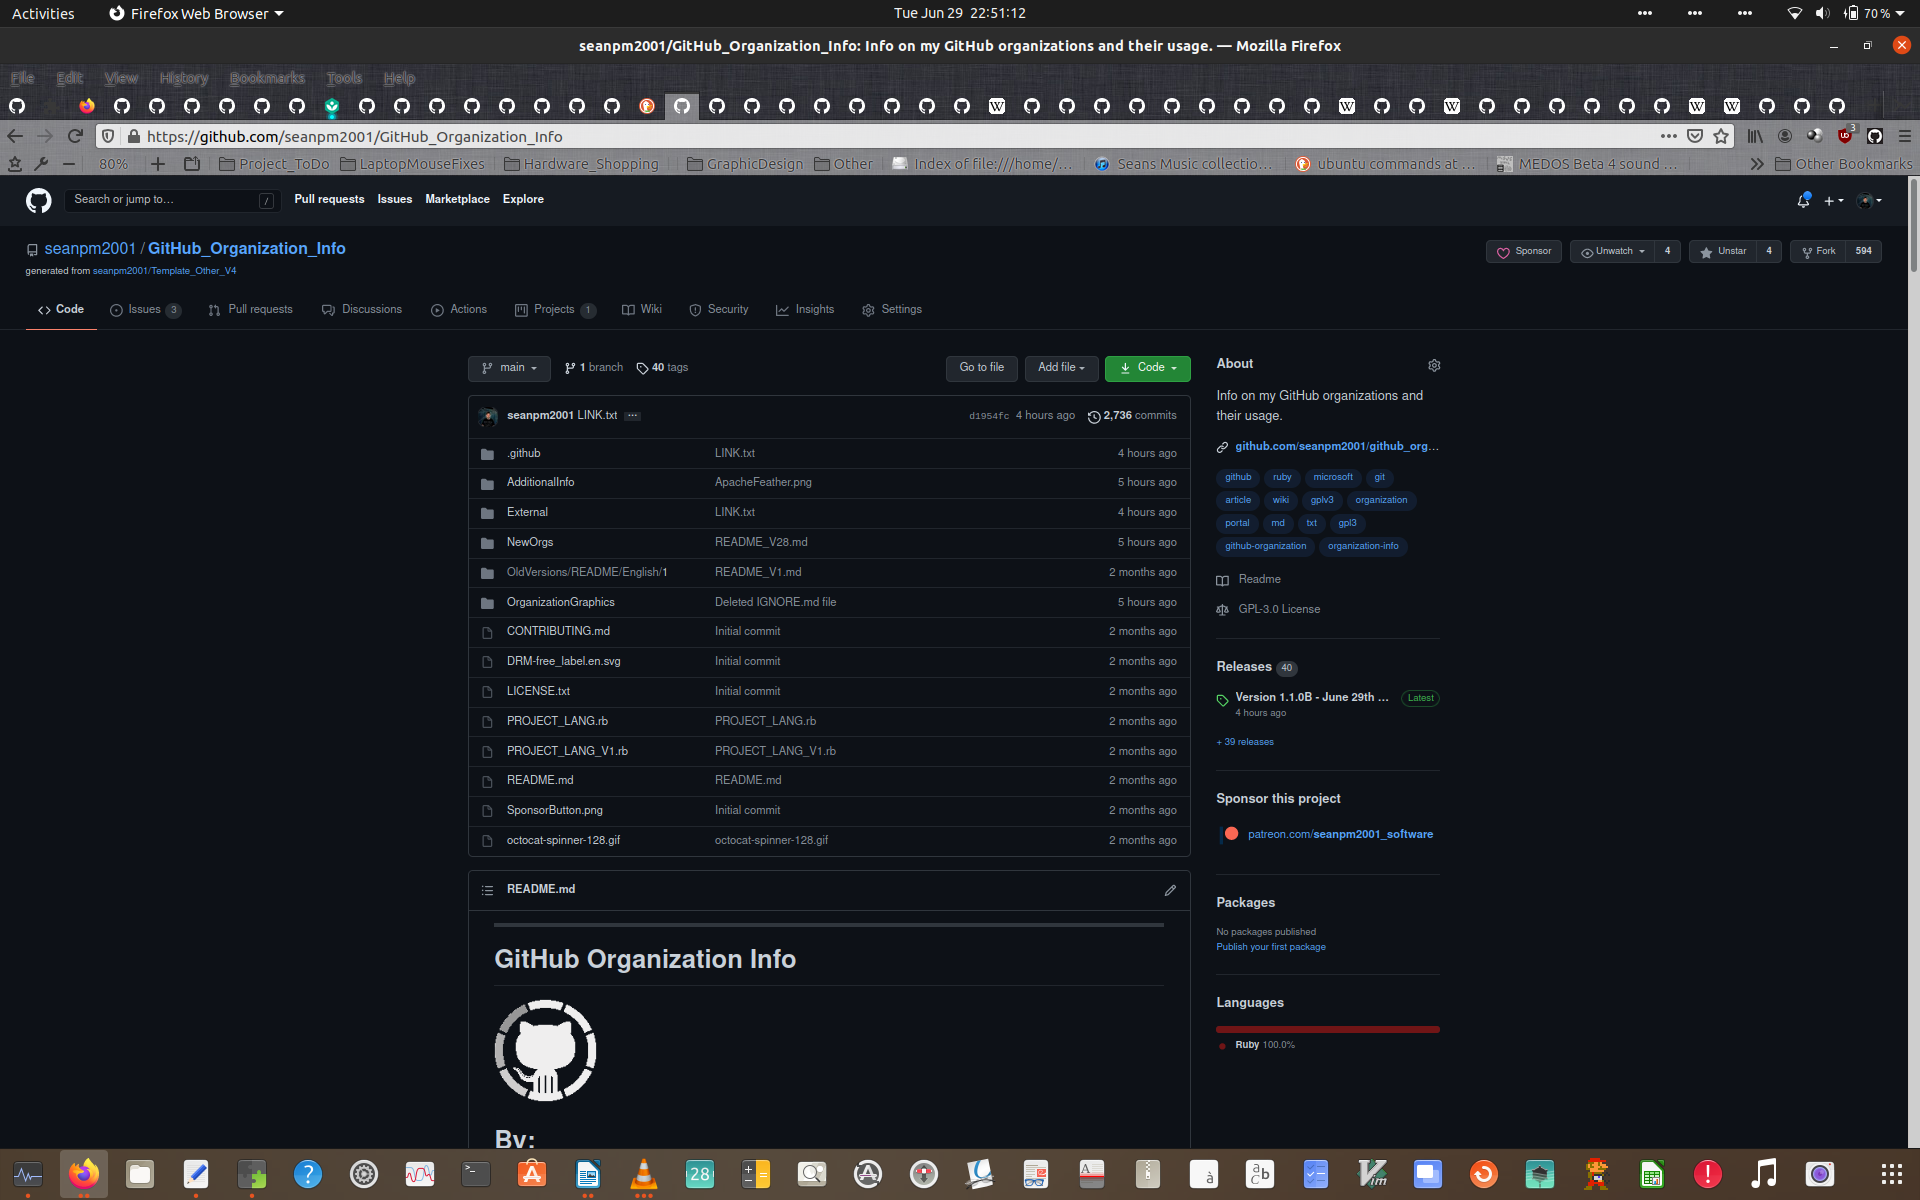 Activities Firefox Web Browser Tue Jun 29 22:51:12 70 %
seanpm2001/GitHub_Organization_Info: Info on my GitHub organizations and their usage. — Mozilla Firefox
File Edit View History Bookmarks Tools Help
https://github.com/seanpm2001/GitHub_Organization_Info 3
80% Project_ToDo LaptopMouseFixes Hardware_Shopping GraphicDesign Other Index of file:///home/... Seans Music collectio... ubuntu commands at ... MEDOS Beta 4 sound ... Other Bookmarks
Search or jump to... / Pull requests Issues Marketplace Explore
seanpm2001 / GitHub_Organization_Info Sponsor Unwatch 4 Unstar 4 Fork 594
generated from seanpm2001/Template_Other_V4
Code Issues 3 Pull requests Discussions Actions Projects 1 Wiki Security Insights Settings
main 1 branch 40 tags Go to file Add file Code
seanpm2001 LINK.txt ... d1954fc 4 hours ago 2,736 commits
.github LINK.txt 4 hours ago
AdditionalInfo ApacheFeather.png 5 hours ago
External LINK.txt 4 hours ago
NewOrgs README_V28.md 5 hours ago
OldVersions/README/English/1 README_V1.md 2 months ago
OrganizationGraphics Deleted IGNORE.md file 5 hours ago
CONTRIBUTING.md Initial commit 2 months ago
DRM-free_label.en.svg Initial commit 2 months ago
LICENSE.txt Initial commit 2 months ago
PROJECT_LANG.rb PROJECT_LANG.rb 2 months ago
PROJECT_LANG_V1.rb PROJECT_LANG_V1.rb 2 months ago
README.md README.md 2 months ago
SponsorButton.png Initial commit 2 months ago
octocat-spinner-128.gif octocat-spinner-128.gif 2 months ago
README.md
GitHub Organization Info
By:
About
Info on my GitHub organizations and
their usage.
github.com/seanpm2001/github_org...
github ruby microsoft git
article wiki gplv3 organization
portal md txt gpl3
github-organization organization-info
Readme
GPL-3.0 License
Releases 40
Version 1.1.0B - June 29th ... Latest
4 hours ago
+ 39 releases
Sponsor this project
patreon.com/seanpm2001_software
Packages
No packages published
Publish your first package
Languages
Ruby 100.0%
28